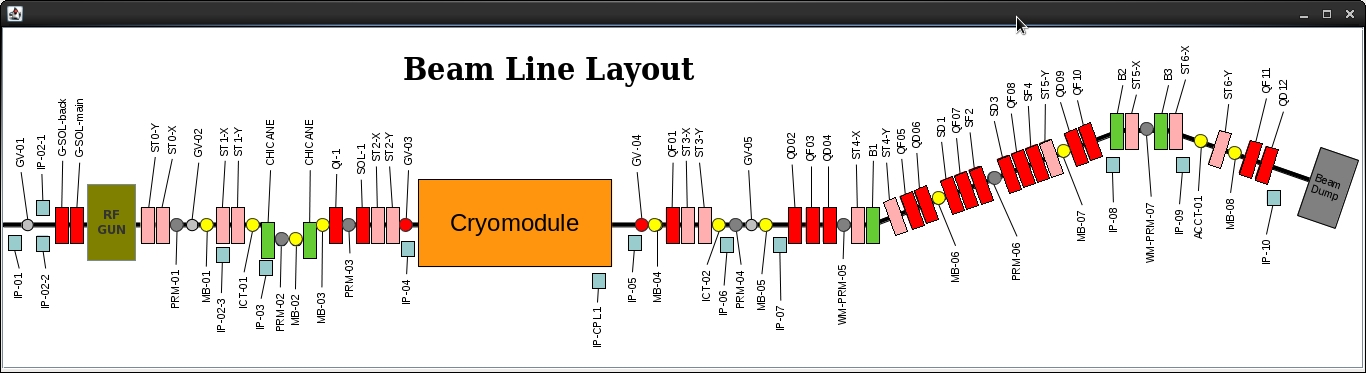 Beam Line Layout
GV-01
IP-02-1
G-SOL-back
G-SOL-main
ST0-Y
ST0-X
GV-02
ST1-X
ST1-Y
CHICANE
CHICANE
QI-1
SOL-1
ST2-X
ST2-Y
GV-03
GV-04
QF01
ST3-X
ST3-Y
GV-05
QD02
QF03
QD04
ST4-X
B1
ST4-Y
QF05
QD06
SD1
QF07
SF2
SD3
QF08
SF4
ST5-Y
QD09
QF10
B2
ST5-X
B3
ST6-X
ST6-Y
QF11
QD12
RF
GUN
Cryomodule
Beam
Dump
IP-01
IP-02-2
PRM-01
MB-01
IP-02-3
ICT-01
IP-03
PRM-02
MB-02
MB-03
PRM-03
IP-04
IP-CPL1
IP-05
MB-04
ICT-02
IP-06
PRM-04
MB-05
IP-07
WM-PRM-05
MB-06
PRM-06
MB-07
IP-08
WM-PRM-07
IP-09
ACCT-01
MB-08
IP-10